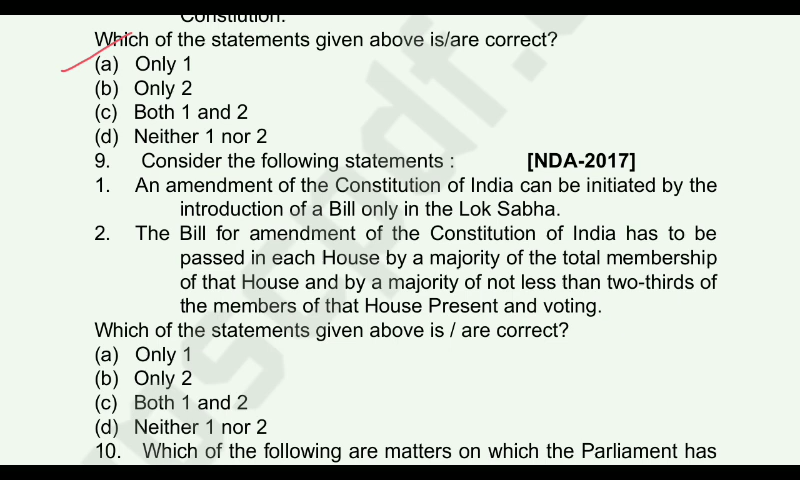 Constiution.
Which of the statements given above is/are correct?
(a) Only 1
(b) Only 2
(c) Both 1 and 2
(d) Neither 1 nor 2
9. Consider the following statements : [NDA-2017]
1. An amendment of the Constitution of India can be initiated by the
introduction of a Bill only in the Lok Sabha.
2. The Bill for amendment of the Constitution of India has to be
passed in each House by a majority of the total membership
of that House and by a majority of not less than two-thirds of
the members of that House Present and voting.
Which of the statements given above is / are correct?
(a) Only 1
(b) Only 2
(c) Both 1 and 2
(d) Neither 1 nor 2
10. Which of the following are matters on which the Parliament has